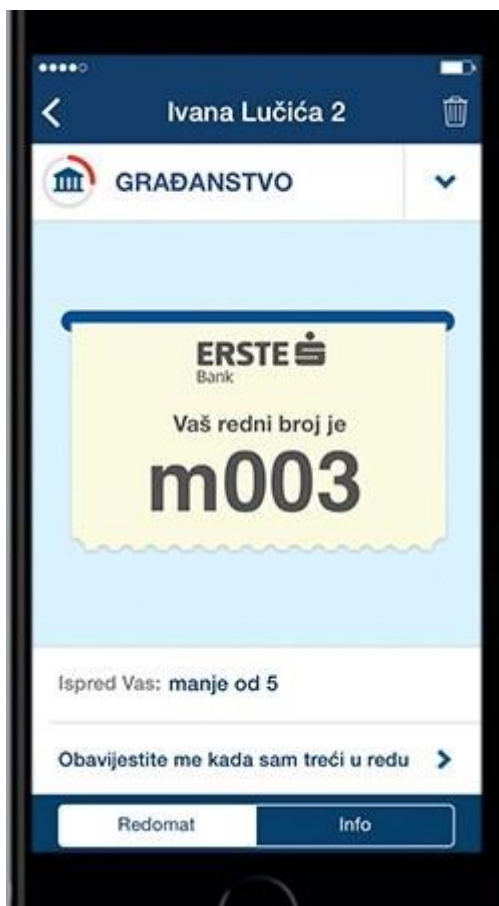 Ivana Lučića 2
GRAĐANSTVO
ERSTE
Bank
Vaš redni broj je
m003
Ispred Vas: manje od 5
Obavijestite me kada sam treći u redu
Redomat
Info